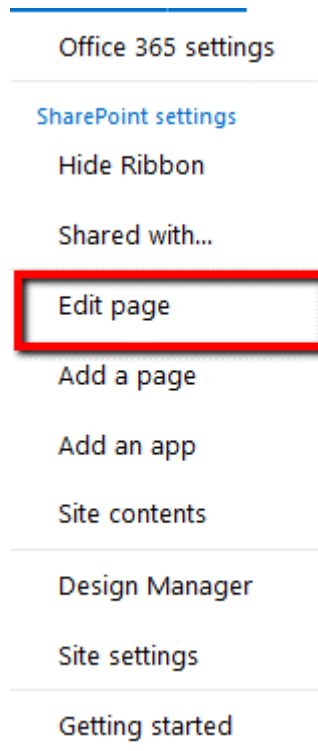 Office 365 settings
SharePoint settings
Hide Ribbon
Shared with...
Edit page
Add a page
Add an app
Site contents
Design Manager
Site settings
Getting started